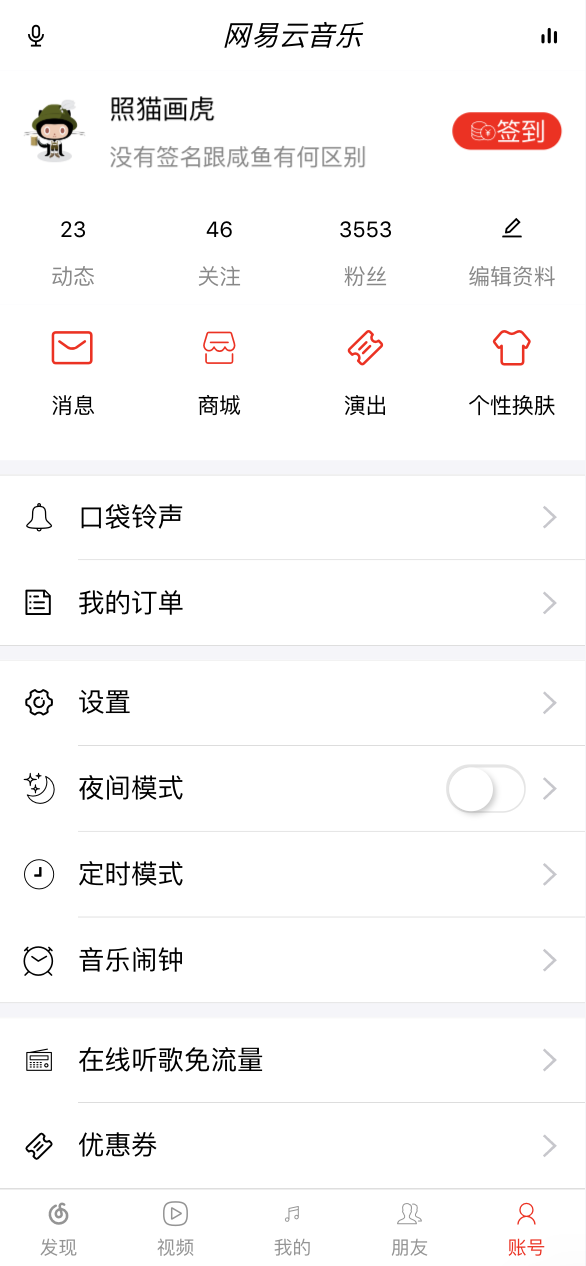 网易云音乐
照猫画虎
签到
没有签名跟咸鱼有何区别
23 46 3553
动态 关注 粉丝 编辑资料
消息 商城 演出 个性换肤
口袋铃声
我的订单
设置
夜间模式
定时模式
音乐闹钟
在线听歌免流量
优惠券
发现 视频 我的 朋友 账号